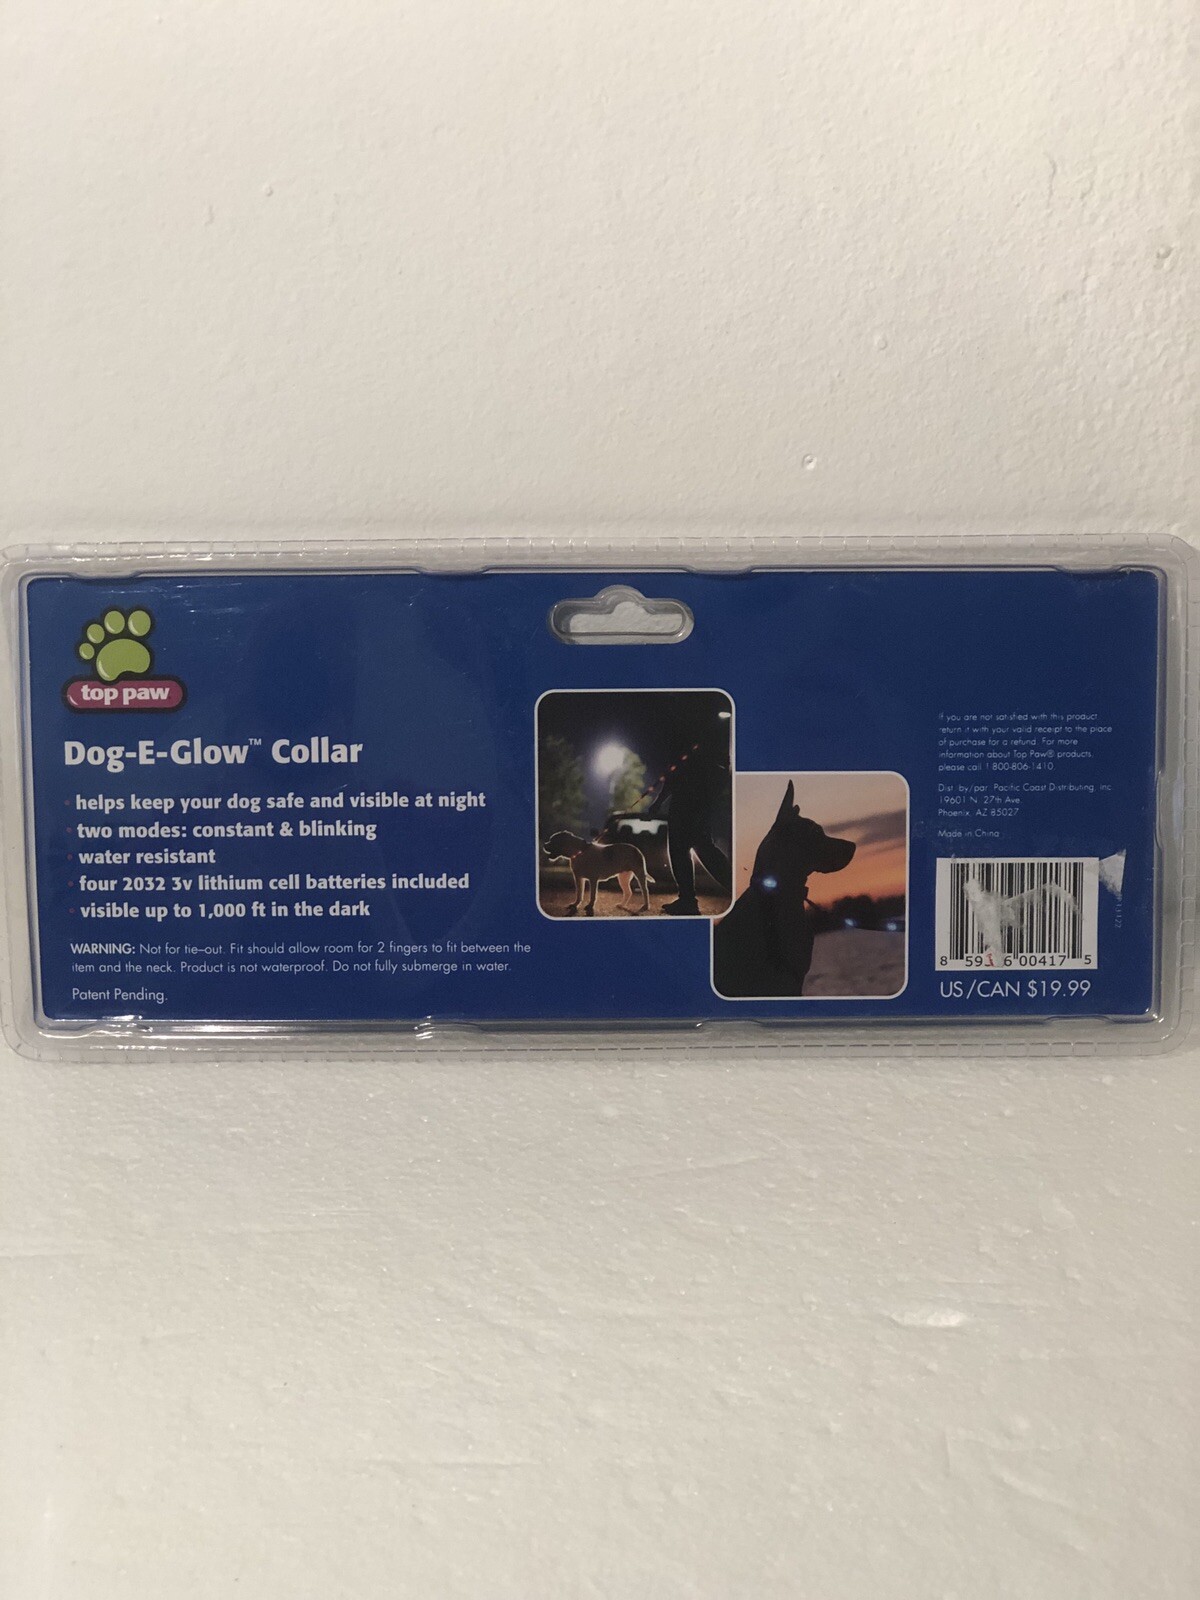 top paw
Dog-E-Glow™ Collar
· helps keep your dog safe and visible at night
· two modes: constant & blinking
· water resistant
· four 2032 3v lithium cell batteries included
· visible up to 1,000 ft in the dark
WARNING: Not for tie-out. Fit should allow room for 2 fingers to fit between the
item and the neck. Product is not waterproof. Do not fully submerge in water.
Patent Pending.
If you are not satisfied with this product
return it with your valid receipt to the place
of purchase for a refund. For more
information about Top Paw® products,
please call 1 800-806-1410.
Dist. by/par. Pacific Coast Distributing, Inc.
19601 N. 27th Ave.
Phoenix, AZ 85027
Made in China
8 59 6 00417 5
US/CAN $19.99